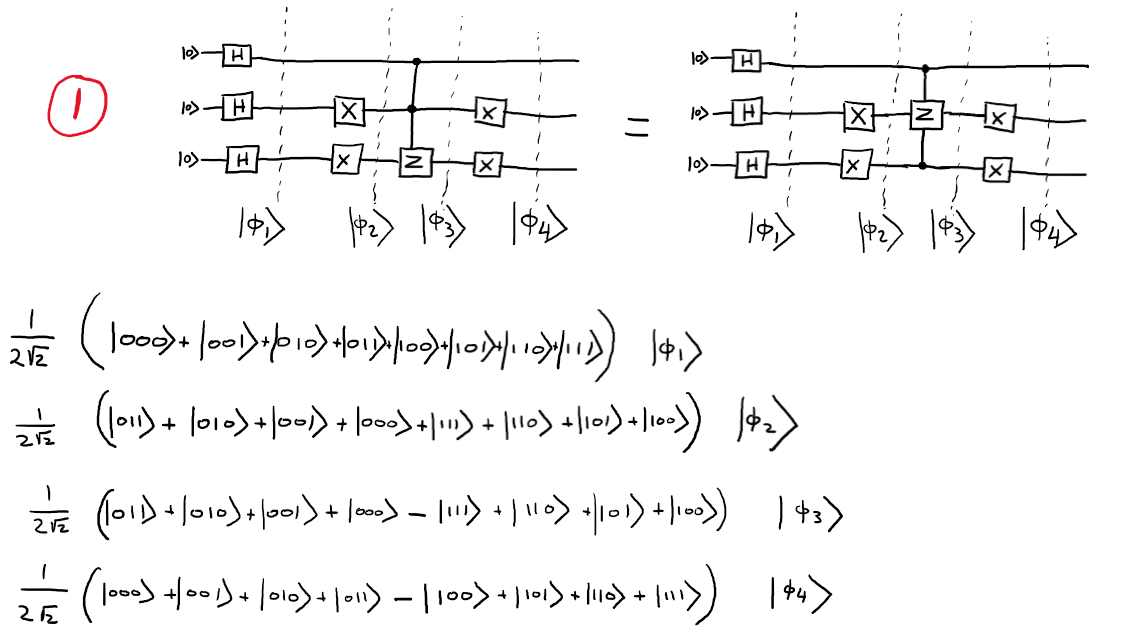 1
|0⟩ H
|0⟩ H X X
|0⟩ H X Z X
|ϕ₁⟩ |ϕ₂⟩ |ϕ₃⟩ |ϕ₄⟩
=
|0⟩ H
|0⟩ H X Z X
|0⟩ H X X
|ϕ₁⟩ |ϕ₂⟩ |ϕ₃⟩ |ϕ₄⟩
1/2√2 (|000⟩+|001⟩+|010⟩+|011⟩+|100⟩+|101⟩+|110⟩+|111⟩) |ϕ₁⟩
1/2√2 (|011⟩+|010⟩+|001⟩+|000⟩+|111⟩+|110⟩+|101⟩+|100⟩) |ϕ₂⟩
1/2√2 (|011⟩+|010⟩+|001⟩+|000⟩-|111⟩+|110⟩+|101⟩+|100⟩) |ϕ₃⟩
1/2√2 (|000⟩+|001⟩+|010⟩+|011⟩-|100⟩+|101⟩+|110⟩+|111⟩) |ϕ₄⟩